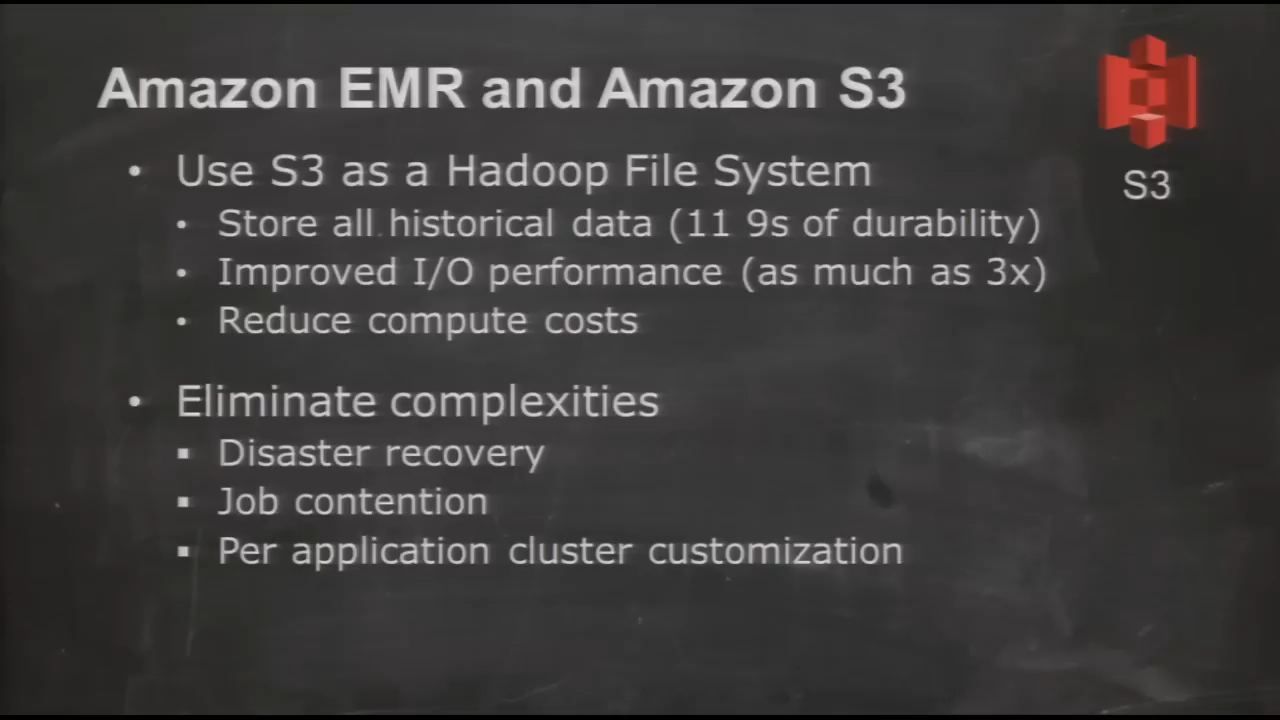 Amazon EMR and Amazon S3
S3
• Use S3 as a Hadoop File System
• Store all historical data (11 9s of durability)
• Improved I/O performance (as much as 3x)
• Reduce compute costs
• Eliminate complexities
▪ Disaster recovery
▪ Job contention
▪ Per application cluster customization